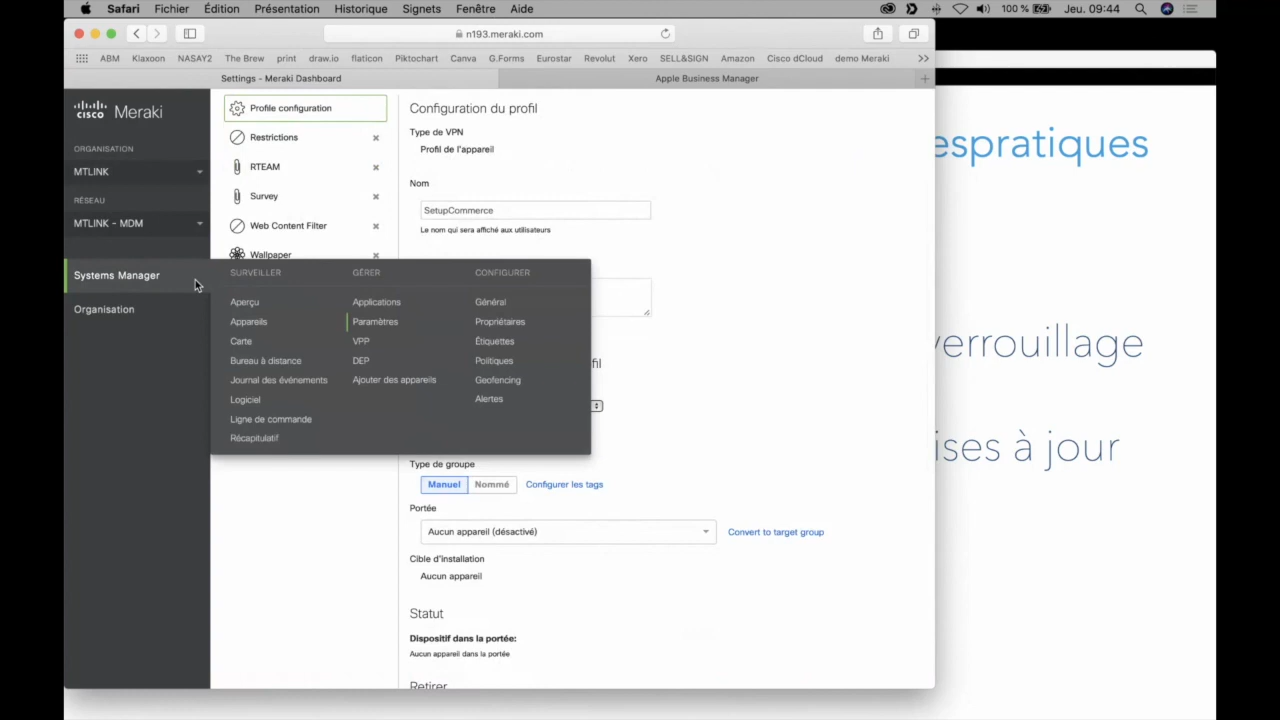 Safari Fichier Édition Présentation Historique Signets Fenêtre Aide 100 % Jeu. 09:44
n193.meraki.com
ABM Klaxoon NASAY2 The Brew print draw.io flaticon Piktochart Canva G.Forms Eurostar Revolut Xero SELL&SIGN Amazon Cisco dCloud demo Meraki
Settings - Meraki Dashboard Apple Business Manager
cisco Meraki
ORGANISATION
MTLINK
RÉSEAU
MTLINK - MDM
Systems Manager
Organisation
Profile configuration
Restrictions
RTEAM
Survey
Web Content Filter
Wallpaper
SURVEILLER
Aperçu
Appareils
Carte
Bureau à distance
Journal des événements
Logiciel
Ligne de commande
Récapitulatif
GÉRER
Applications
Paramètres
VPP
DEP
Ajouter des appareils
CONFIGURER
Général
Propriétaires
Étiquettes
Politiques
Geofencing
Alertes
Configuration du profil
Type de VPN
Profil de l'appareil
Nom
SetupCommerce
Le nom qui sera affiché aux utilisateurs
fil
Type de groupe
Manuel Nommé Configurer les tags
Portée
Aucun appareil (désactivé) Convert to target group
Cible d'installation
Aucun appareil
Statut
Dispositif dans la portée:
Aucun appareil dans la portée
Retirer
espratiques
verrouillage
ises à jour